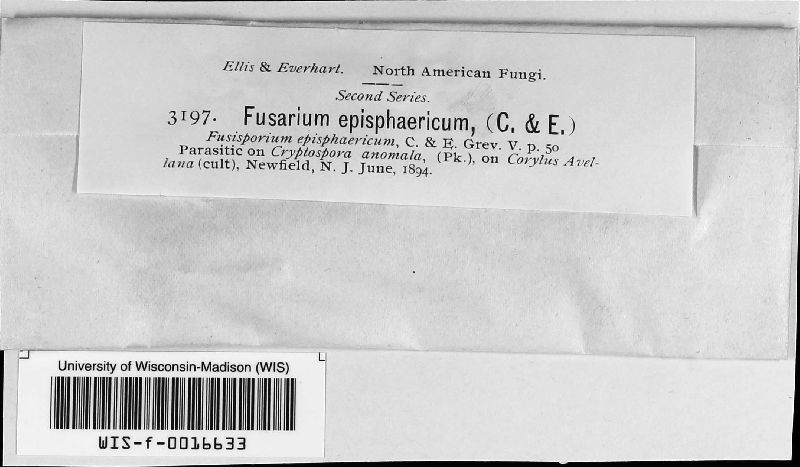 Ellis & Everhart. North American Fungi.
Second Series.
3197. Fusarium episphaericum, (C. & E.)
Fusisporium episphaericum, C. & E. Grev. V. p. 50
Parasitic on Cryptospora anomala, (Pk.), on Corylus Avel-
lana (cult), Newfield, N. J. June, 1894.
University of Wisconsin-Madison (WIS)
WIS-f-0016633